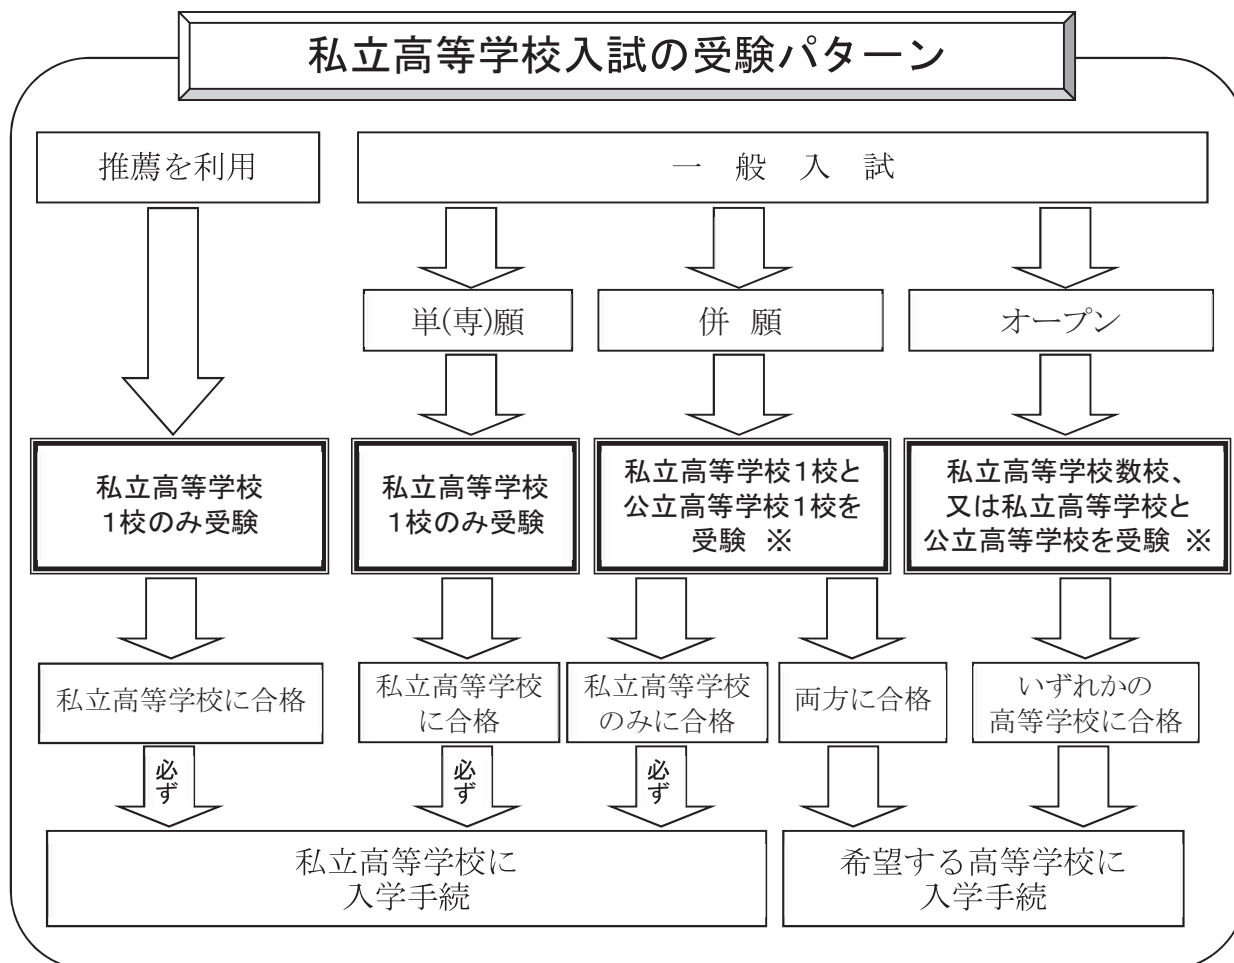 私立高等学校入試の受験パターン
推薦を利用
一 般 入 試
単(専)願
併 願
オープン
私立高等学校
1校のみ受験
私立高等学校
1校のみ受験
私立高等学校1校と
公立高等学校1校を
受験 ※
私立高等学校数校、
又は私立高等学校と
公立高等学校を受験 ※
私立高等学校に合格
私立高等学校
に合格
私立高等学校
のみに合格
両方に合格
いずれかの
高等学校に合格
必ず
必ず
必ず
私立高等学校に
入学手続
希望する高等学校に
入学手続